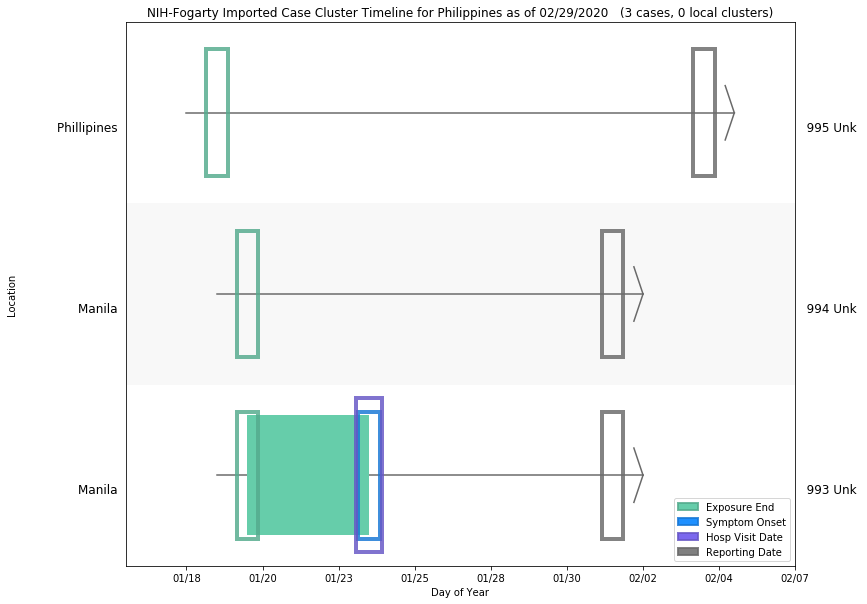 NIH-Fogarty Imported Case Cluster Timeline for Philippines as of 02/29/2020   (3 cases, 0 local clusters)
Phillipines
995 Unk
Location
Manila
994 Unk
Manila
993 Unk
Exposure End
Symptom Onset
Hosp Visit Date
Reporting Date
01/18 01/20 01/23 01/25 01/28 01/30 02/02 02/04 02/07
Day of Year